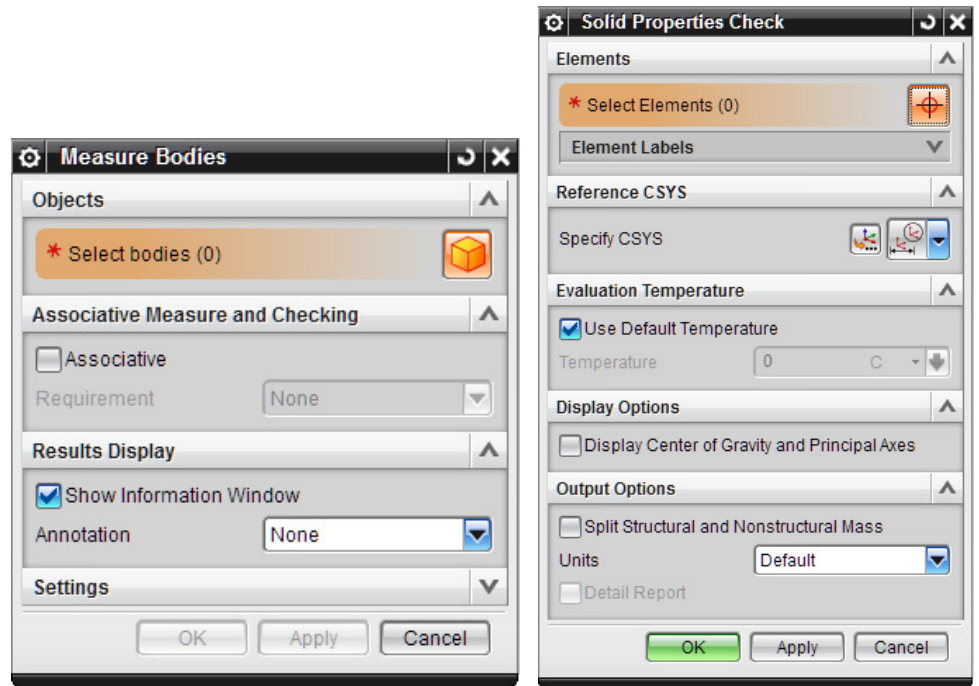 Measure Bodies
Objects
* Select bodies (0)
Associative Measure and Checking
Associative
Requirement None
Results Display
Show Information Window
Annotation None
Settings
OK Apply Cancel
Solid Properties Check
Elements
* Select Elements (0)
Element Labels
Reference CSYS
Specify CSYS
Evaluation Temperature
Use Default Temperature
Temperature 0 C
Display Options
Display Center of Gravity and Principal Axes
Output Options
Split Structural and Nonstructural Mass
Units Default
Detail Report
OK Apply Cancel